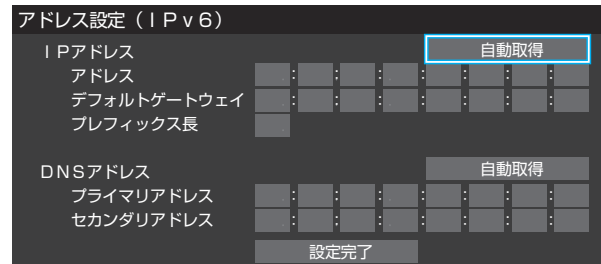 アドレス設定(IPv6)
IPアドレス 自動取得
アドレス : : : : : : :
デフォルトゲートウェイ : : : : : : :
プレフィックス長
DNSアドレス 自動取得
プライマリアドレス : : : : : : :
セカンダリアドレス : : : : : : :
設定完了